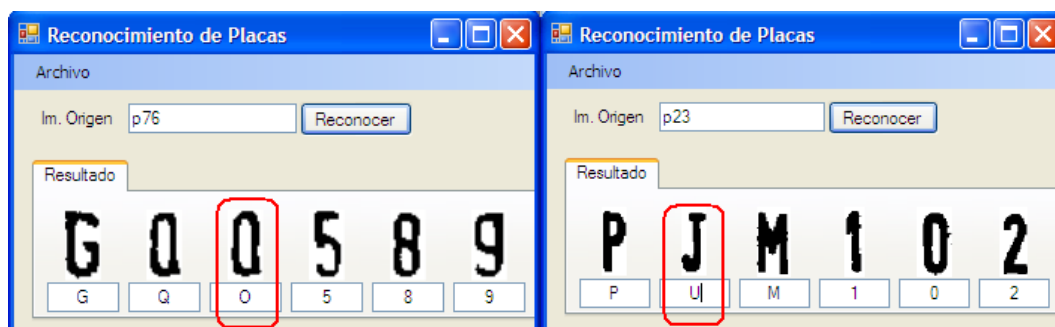 Reconocimiento de Placas
Archivo
Im. Origen p76 Reconocer
Resultado
G Q Q 5 8 9
G Q O 5 8 9
Reconocimiento de Placas
Archivo
Im. Origen p23 Reconocer
Resultado
P J M 1 0 2
P U M 1 0 2